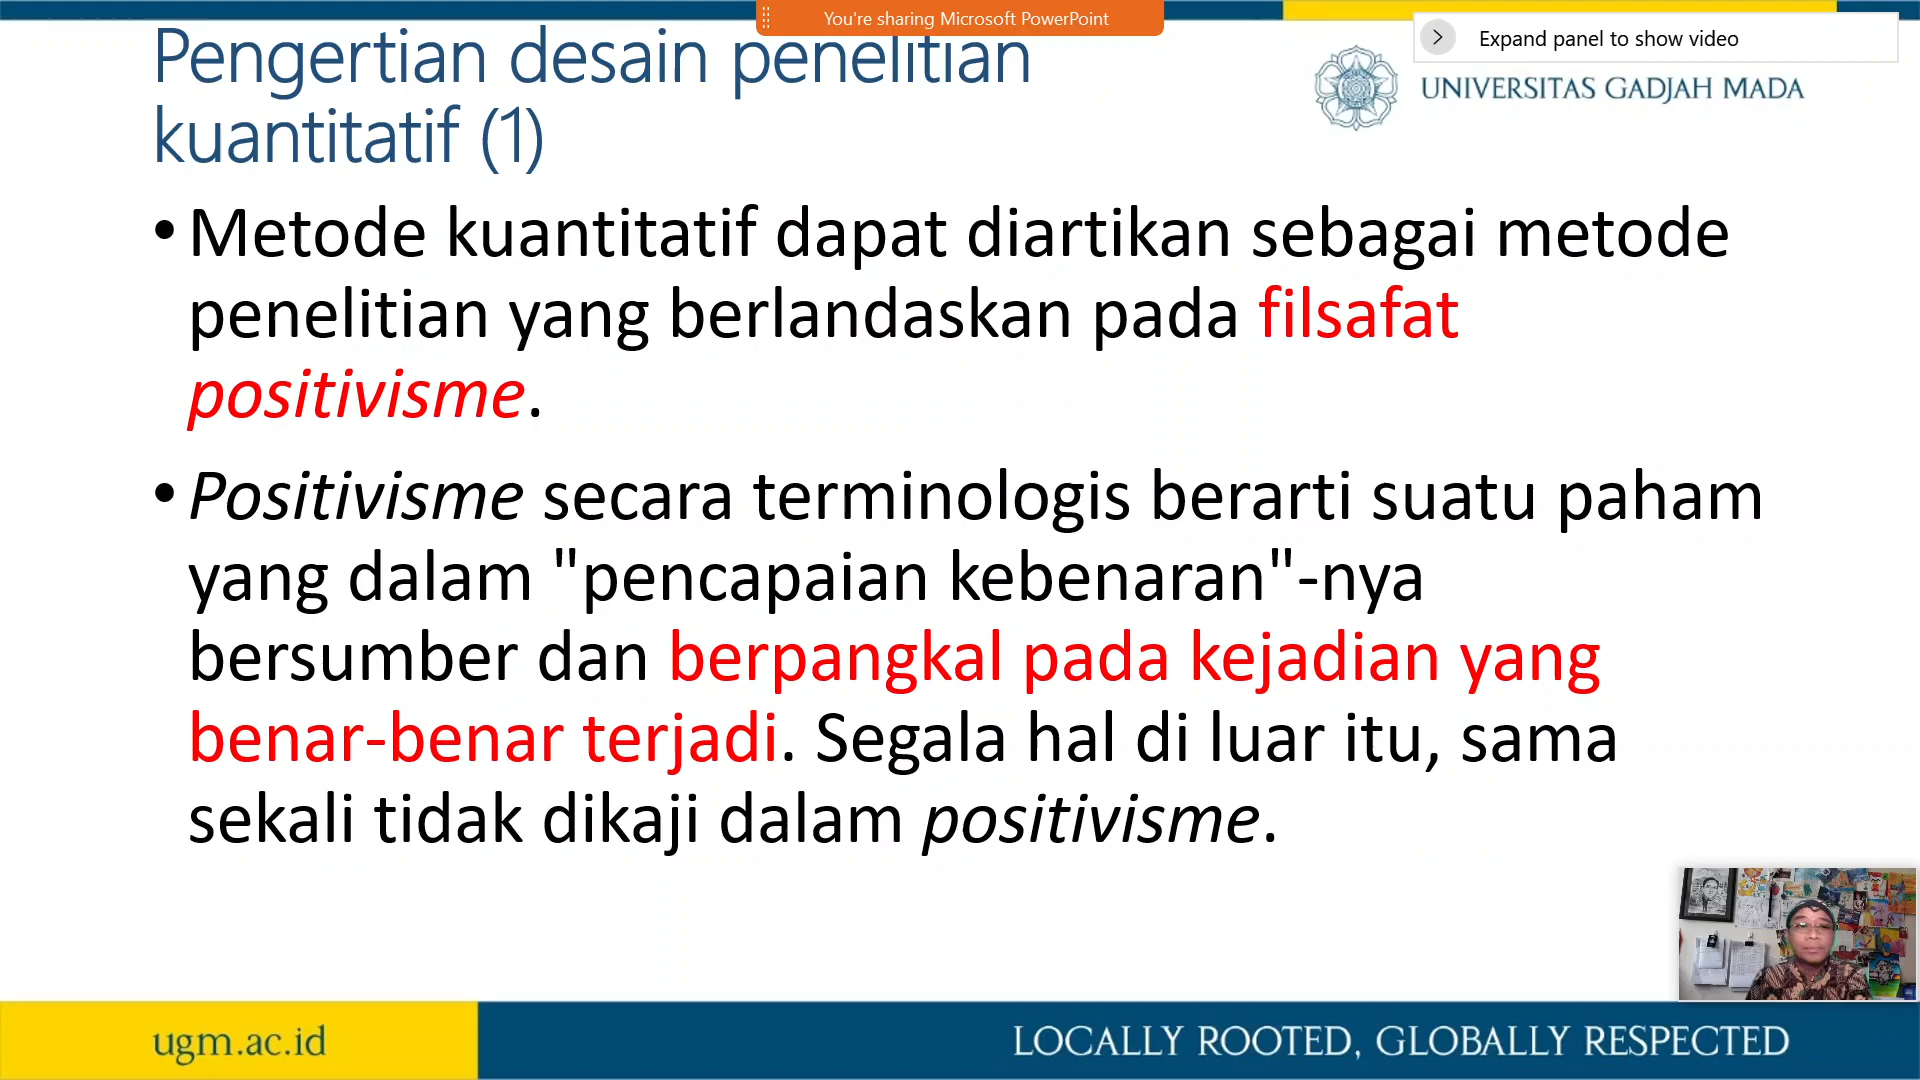 You're sharing Microsoft PowerPoint
Expand panel to show video
Pengertian desain penelitian
kuantitatif (1)
UNIVERSITAS GADJAH MADA
• Metode kuantitatif dapat diartikan sebagai metode
penelitian yang berlandaskan pada filsafat
positivisme.
• Positivisme secara terminologis berarti suatu paham
yang dalam "pencapaian kebenaran"-nya
bersumber dan berpangkal pada kejadian yang
benar-benar terjadi. Segala hal di luar itu, sama
sekali tidak dikaji dalam positivisme.
ugm.ac.id
LOCALLY ROOTED, GLOBALLY RESPECTED